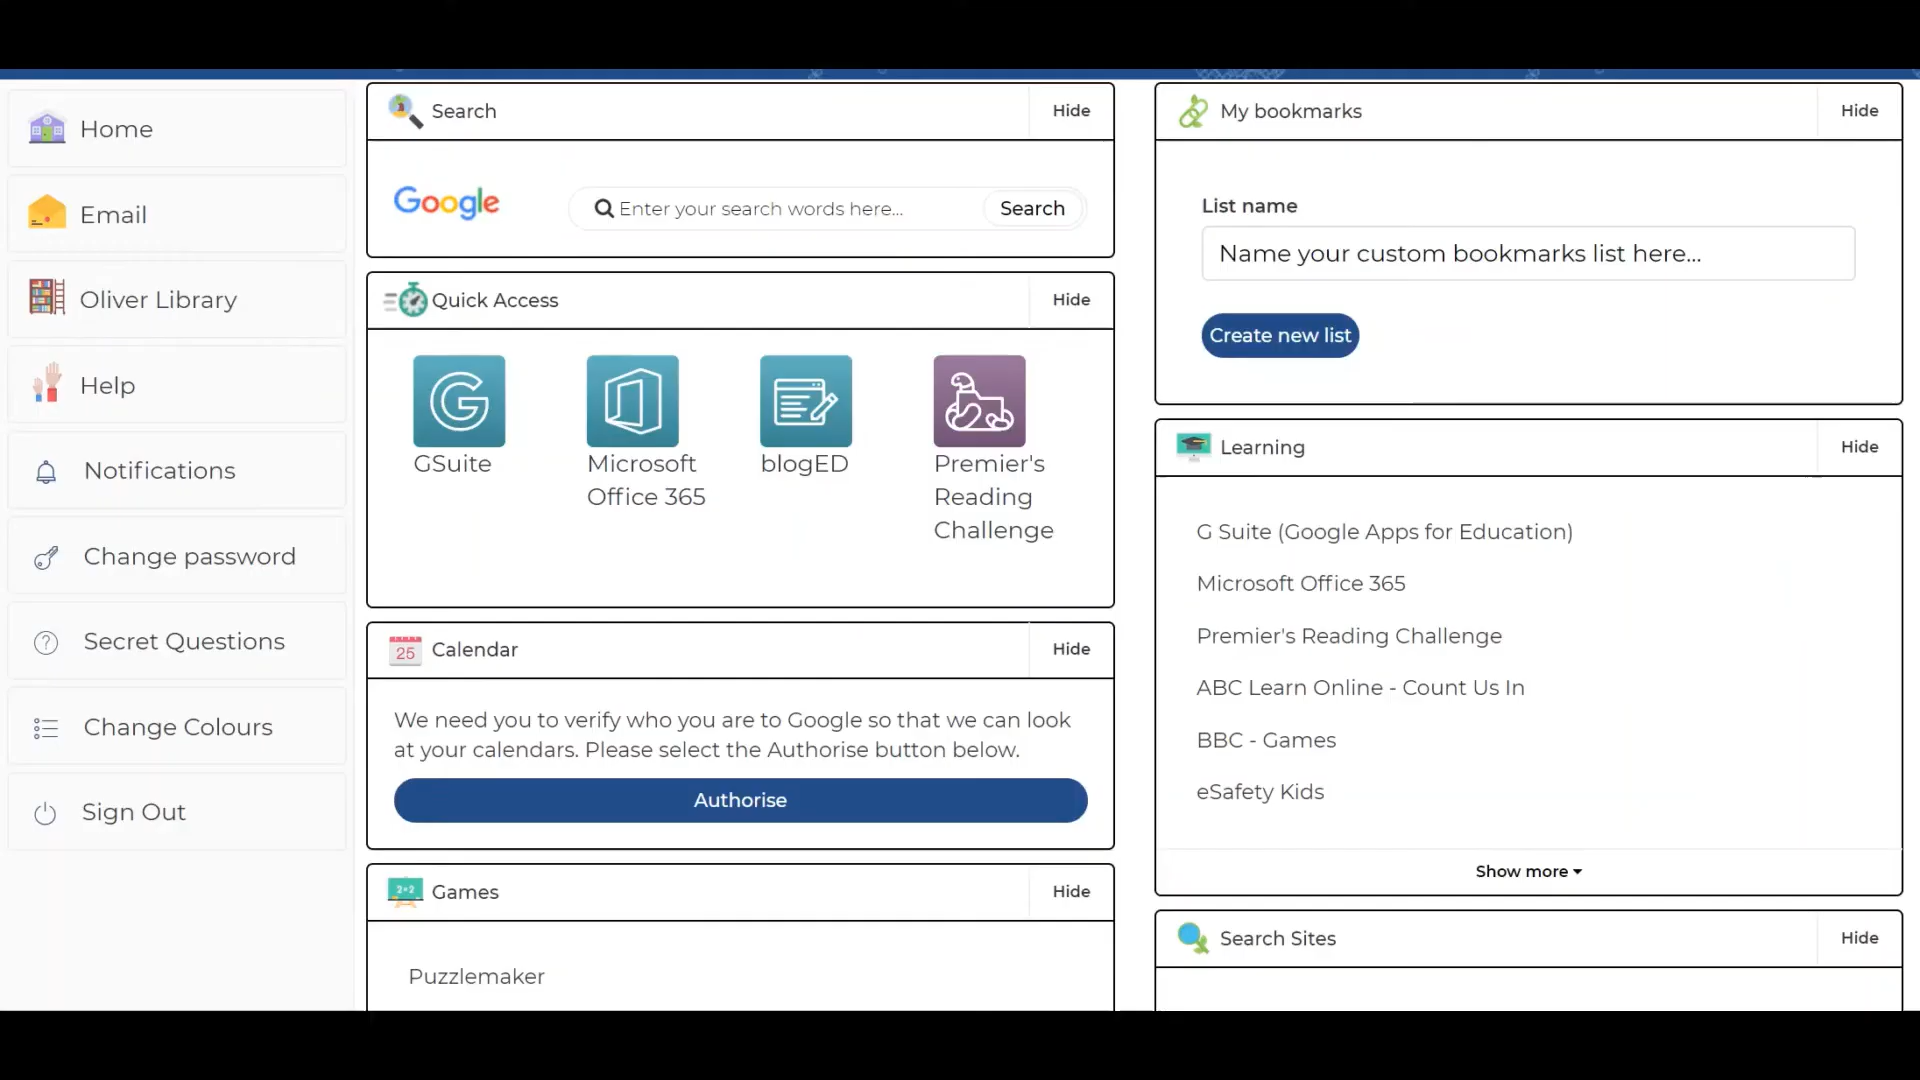 Home
Email
Oliver Library
Help
Notifications
Change password
Secret Questions
Change Colours
Sign Out
Search
Hide
Google
Enter your search words here...
Search
Quick Access
Hide
GSuite
Microsoft
Office 365
blogED
Premier's
Reading
Challenge
25
Calendar
Hide
We need you to verify who you are to Google so that we can look
at your calendars. Please select the Authorise button below.
Authorise
2×2
Games
Hide
Puzzlemaker
My bookmarks
Hide
List name
Name your custom bookmarks list here...
Create new list
Learning
Hide
G Suite (Google Apps for Education)
Microsoft Office 365
Premier's Reading Challenge
ABC Learn Online - Count Us In
BBC - Games
eSafety Kids
Show more
Search Sites
Hide